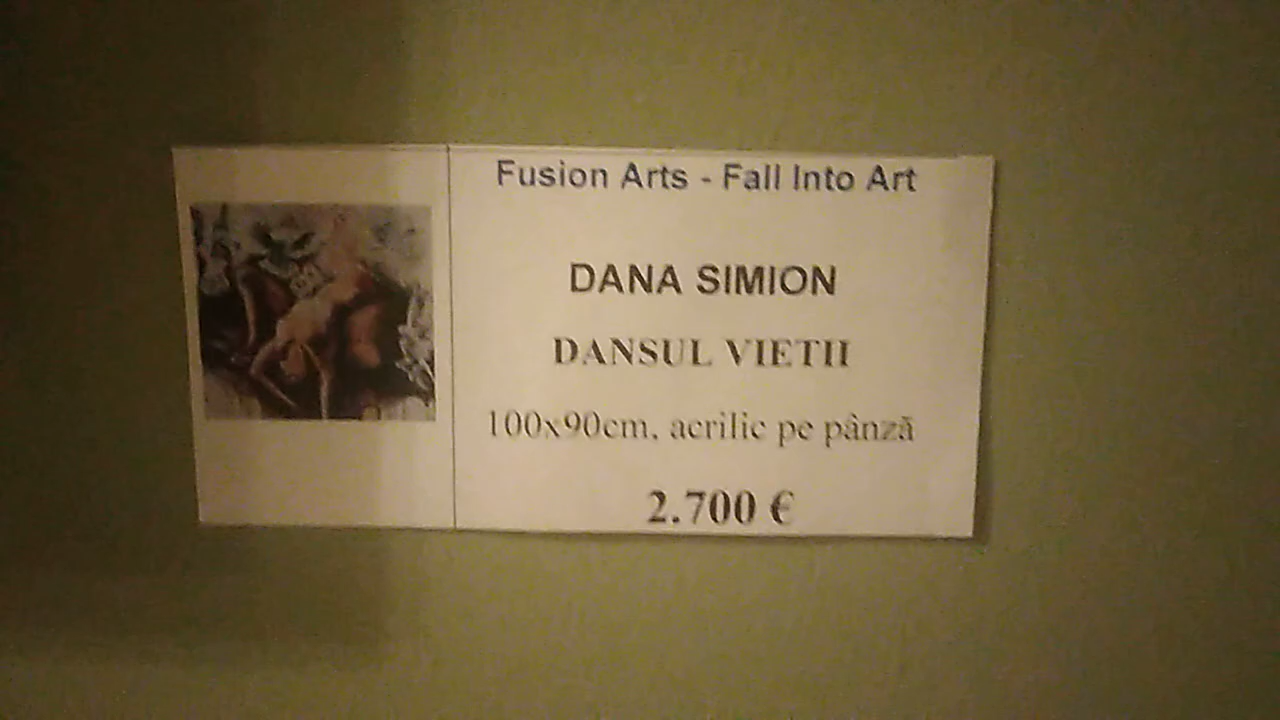 Fusion Arts - Fall Into Art
DANA SIMION
DANSUL VIETII
100x90cm, acrilic pe pânză
2.700 €